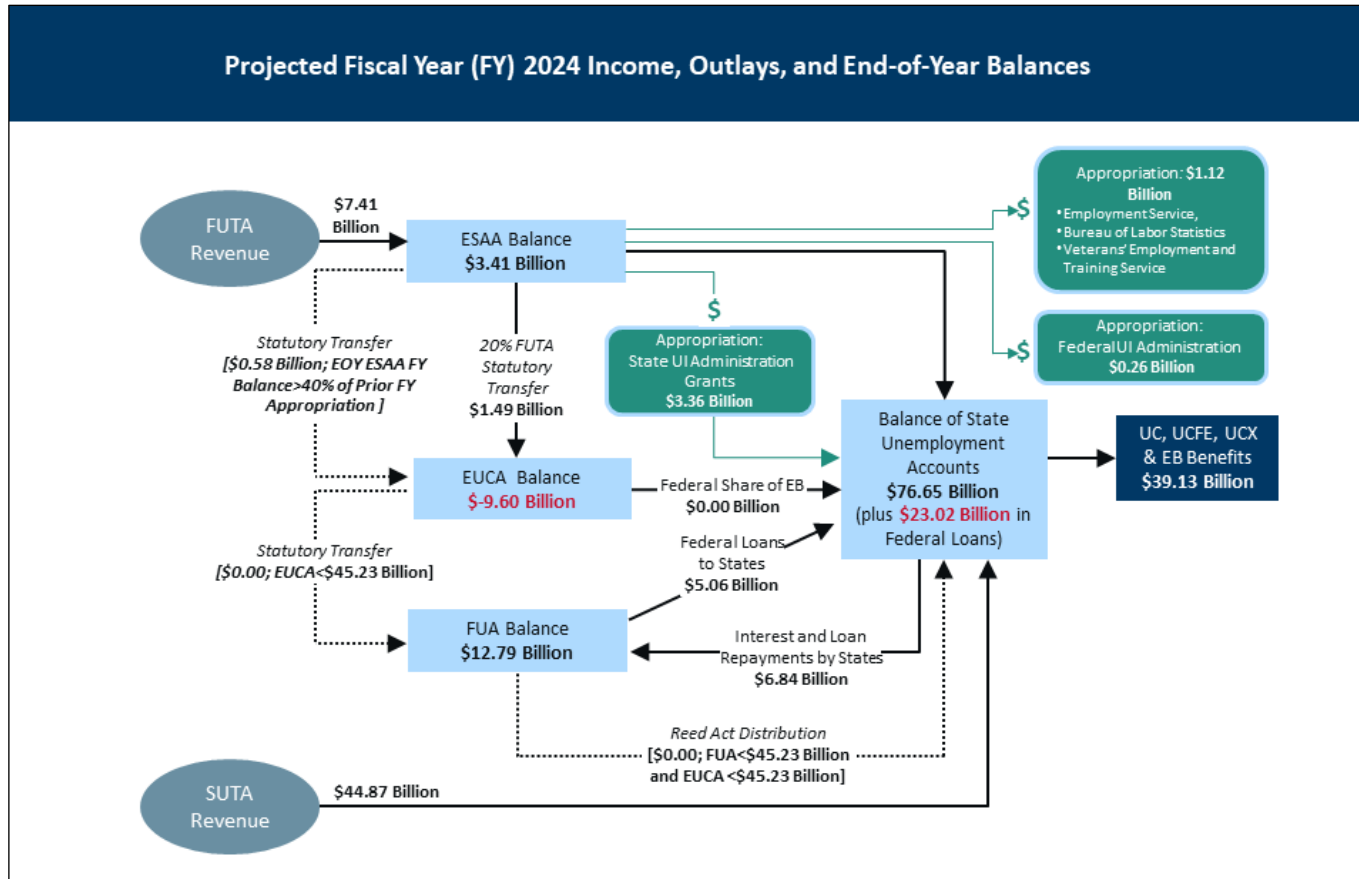 Projected Fiscal Year (FY) 2024 Income, Outlays, and End-of-Year Balances
FUTA
Revenue
$7.41
Billion
ESAA Balance
$3.41 Billion
$
Appropriation: $1.12
Billion
•Employment Service,
•Bureau of Labor Statistics
•Veterans' Employment and
Training Service
$
Appropriation:
Federal UI Administration
$0.26 Billion
Statutory Transfer
[$0.58 Billion; EOY ESAA FY
Balance>40% of Prior FY
Appropriation ]
20% FUTA
Statutory
Transfer
$1.49 Billion
$
Appropriation:
State UI Administration
Grants
$3.36 Billion
EUCA Balance
$-9.60 Billion
Federal Share of EB
$0.00 Billion
Balance of State
Unemployment
Accounts
$76.65 Billion
(plus $23.02 Billion in
Federal Loans)
UC, UCFE, UCX
& EB Benefits
$39.13 Billion
Statutory Transfer
[$0.00; EUCA<$45.23 Billion]
Federal Loans
to States
$5.06 Billion
FUA Balance
$12.79 Billion
Interest and Loan
Repayments by States
$6.84 Billion
Reed Act Distribution
[$0.00; FUA<$45.23 Billion
and EUCA <$45.23 Billion]
SUTA
Revenue
$44.87 Billion